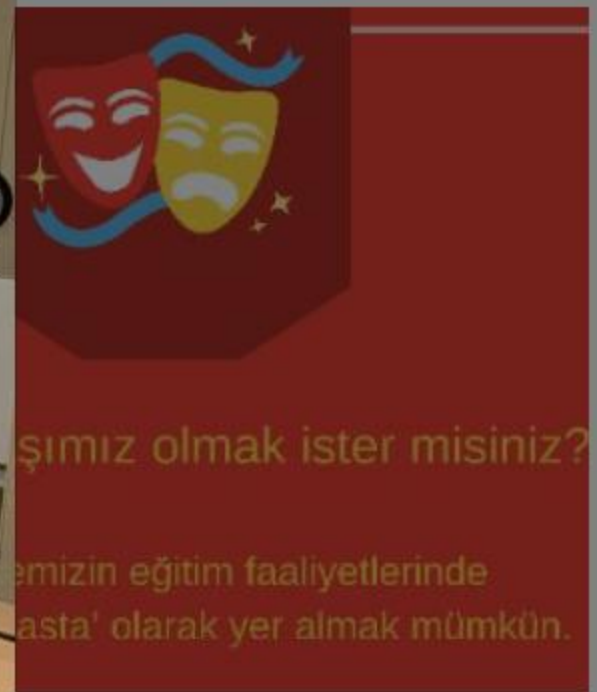 şımız olmak ister misiniz?
emizin eğitim faaliyetlerinde
asta' olarak yer almak mümkün.